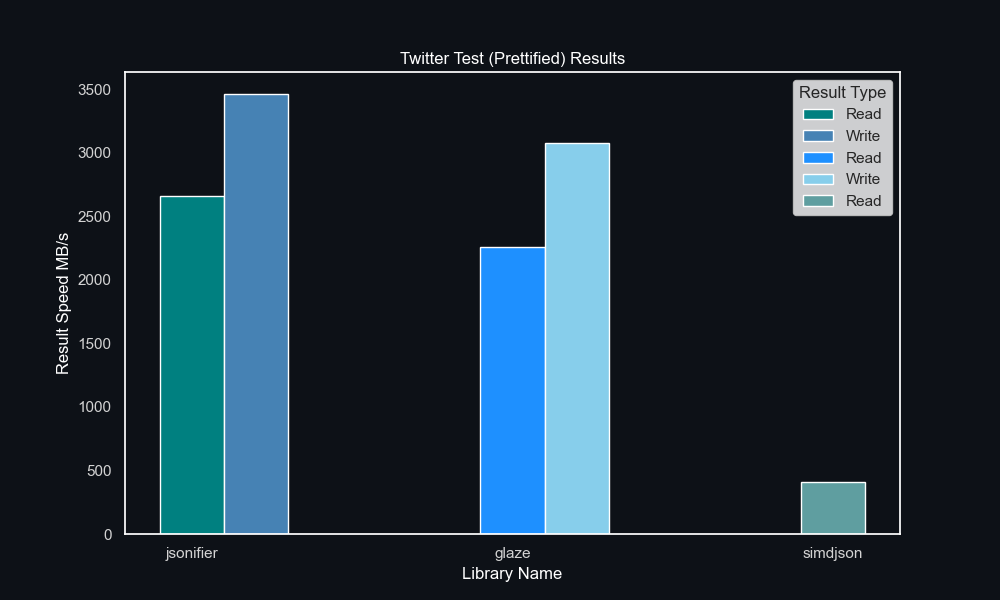 Twitter Test (Prettified) Results
Result Speed MB/s
3500
3000
2500
2000
1500
1000
500
0
Result Type
Read
Write
Read
Write
Read
jsonifier
glaze
simdjson
Library Name